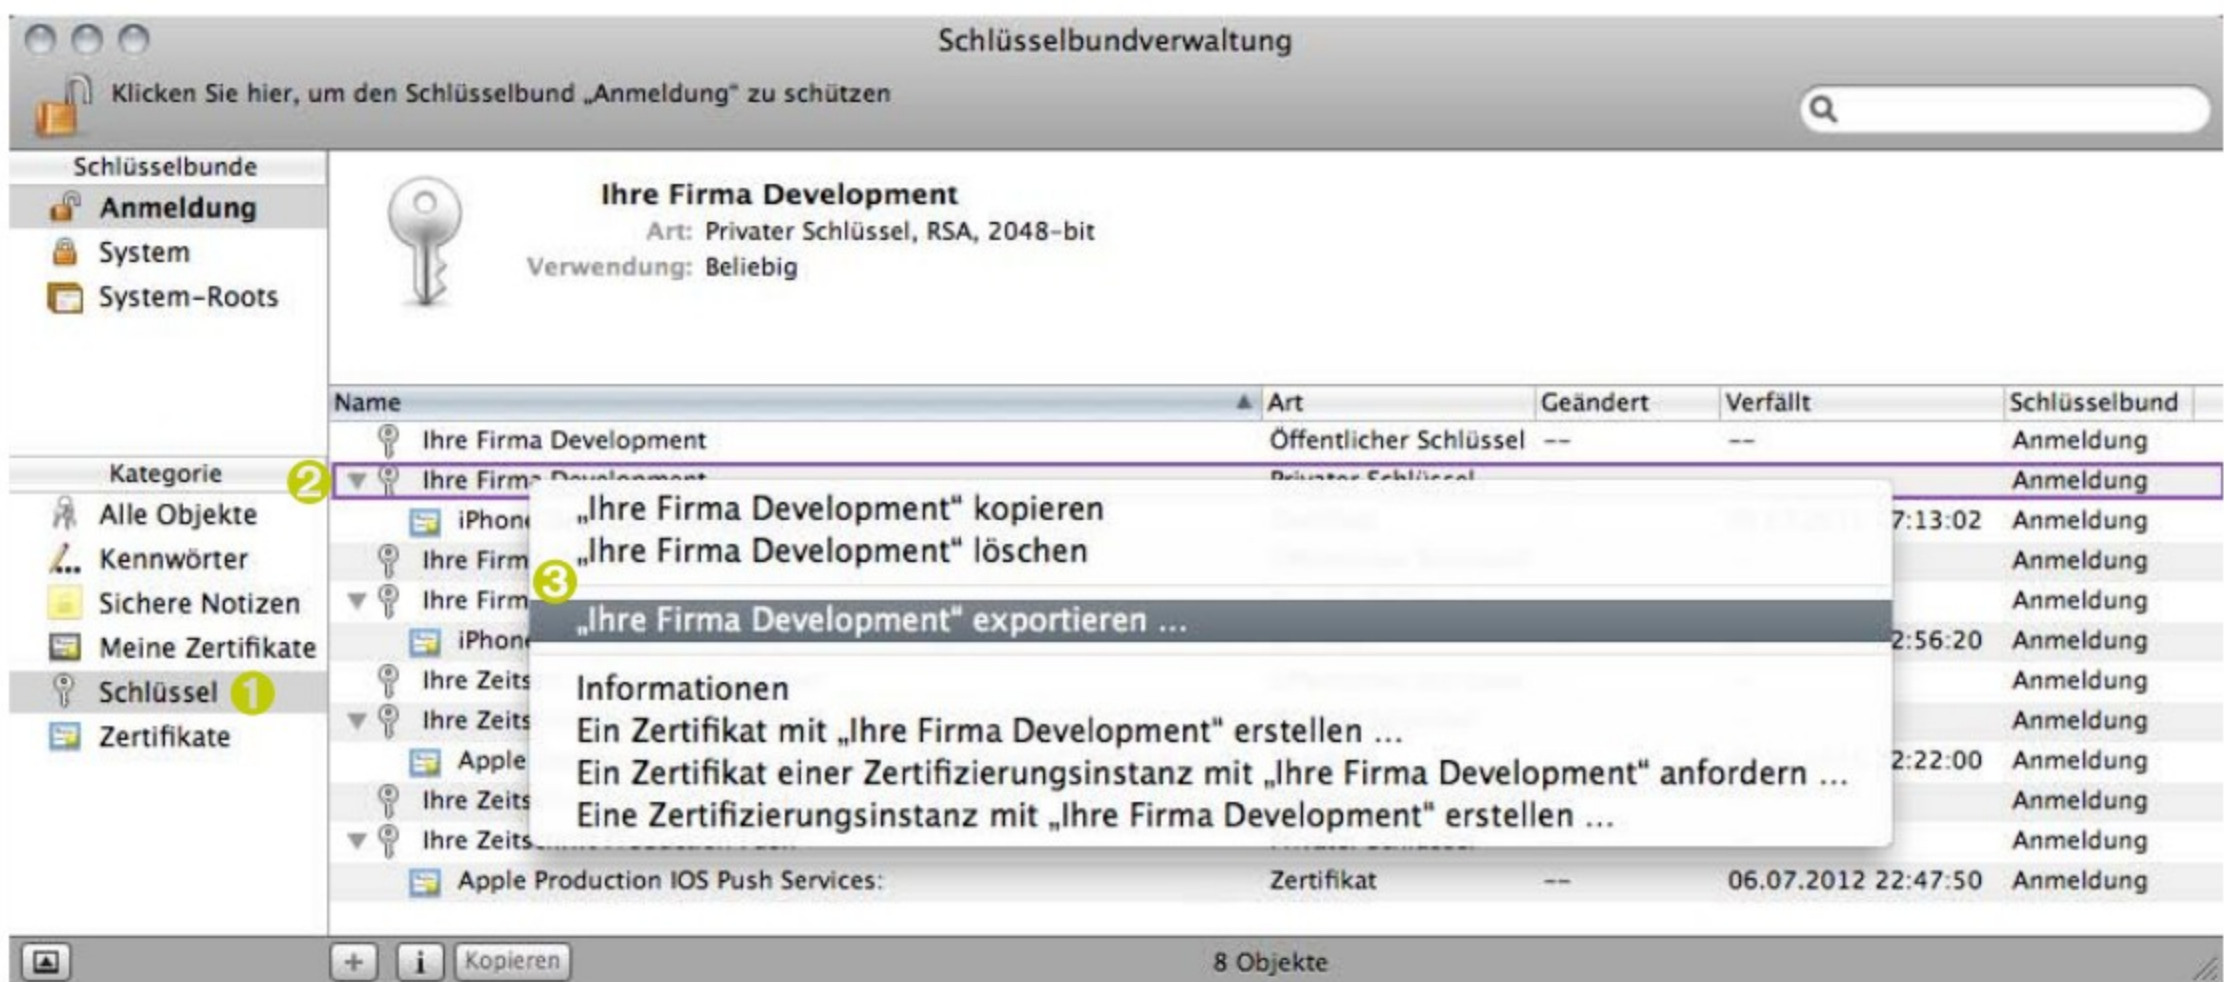 Schlüsselbundverwaltung
Klicken Sie hier, um den Schlüsselbund „Anmeldung“ zu schützen
Schlüsselbunde
Anmeldung
System
System-Roots
Ihre Firma Development
Art: Privater Schlüssel, RSA, 2048-bit
Verwendung: Beliebig
Kategorie
Alle Objekte
Kennwörter
Sichere Notizen
Meine Zertifikate
Schlüssel 1
Zertifikate
Name Art Geändert Verfällt Schlüsselbund
Ihre Firma Development Öffentlicher Schlüssel -- -- Anmeldung
2 Ihre Firma Development Privater Schlüssel Anmeldung
iPhone 7:13:02 Anmeldung
Ihre Firm Anmeldung
Ihre Firm Anmeldung
iPhone 2:56:20 Anmeldung
Ihre Zeits Anmeldung
Ihre Zeits Anmeldung
Apple 2:22:00 Anmeldung
Ihre Zeits Anmeldung
Ihre Zeits Anmeldung
Apple Production IOS Push Services: Zertifikat -- 06.07.2012 22:47:50 Anmeldung
„Ihre Firma Development“ kopieren
„Ihre Firma Development“ löschen
3
„Ihre Firma Development“ exportieren ...
Informationen
Ein Zertifikat mit „Ihre Firma Development“ erstellen ...
Ein Zertifikat einer Zertifizierungsinstanz mit „Ihre Firma Development“ anfordern ...
Eine Zertifizierungsinstanz mit „Ihre Firma Development“ erstellen ...
+ i Kopieren 8 Objekte